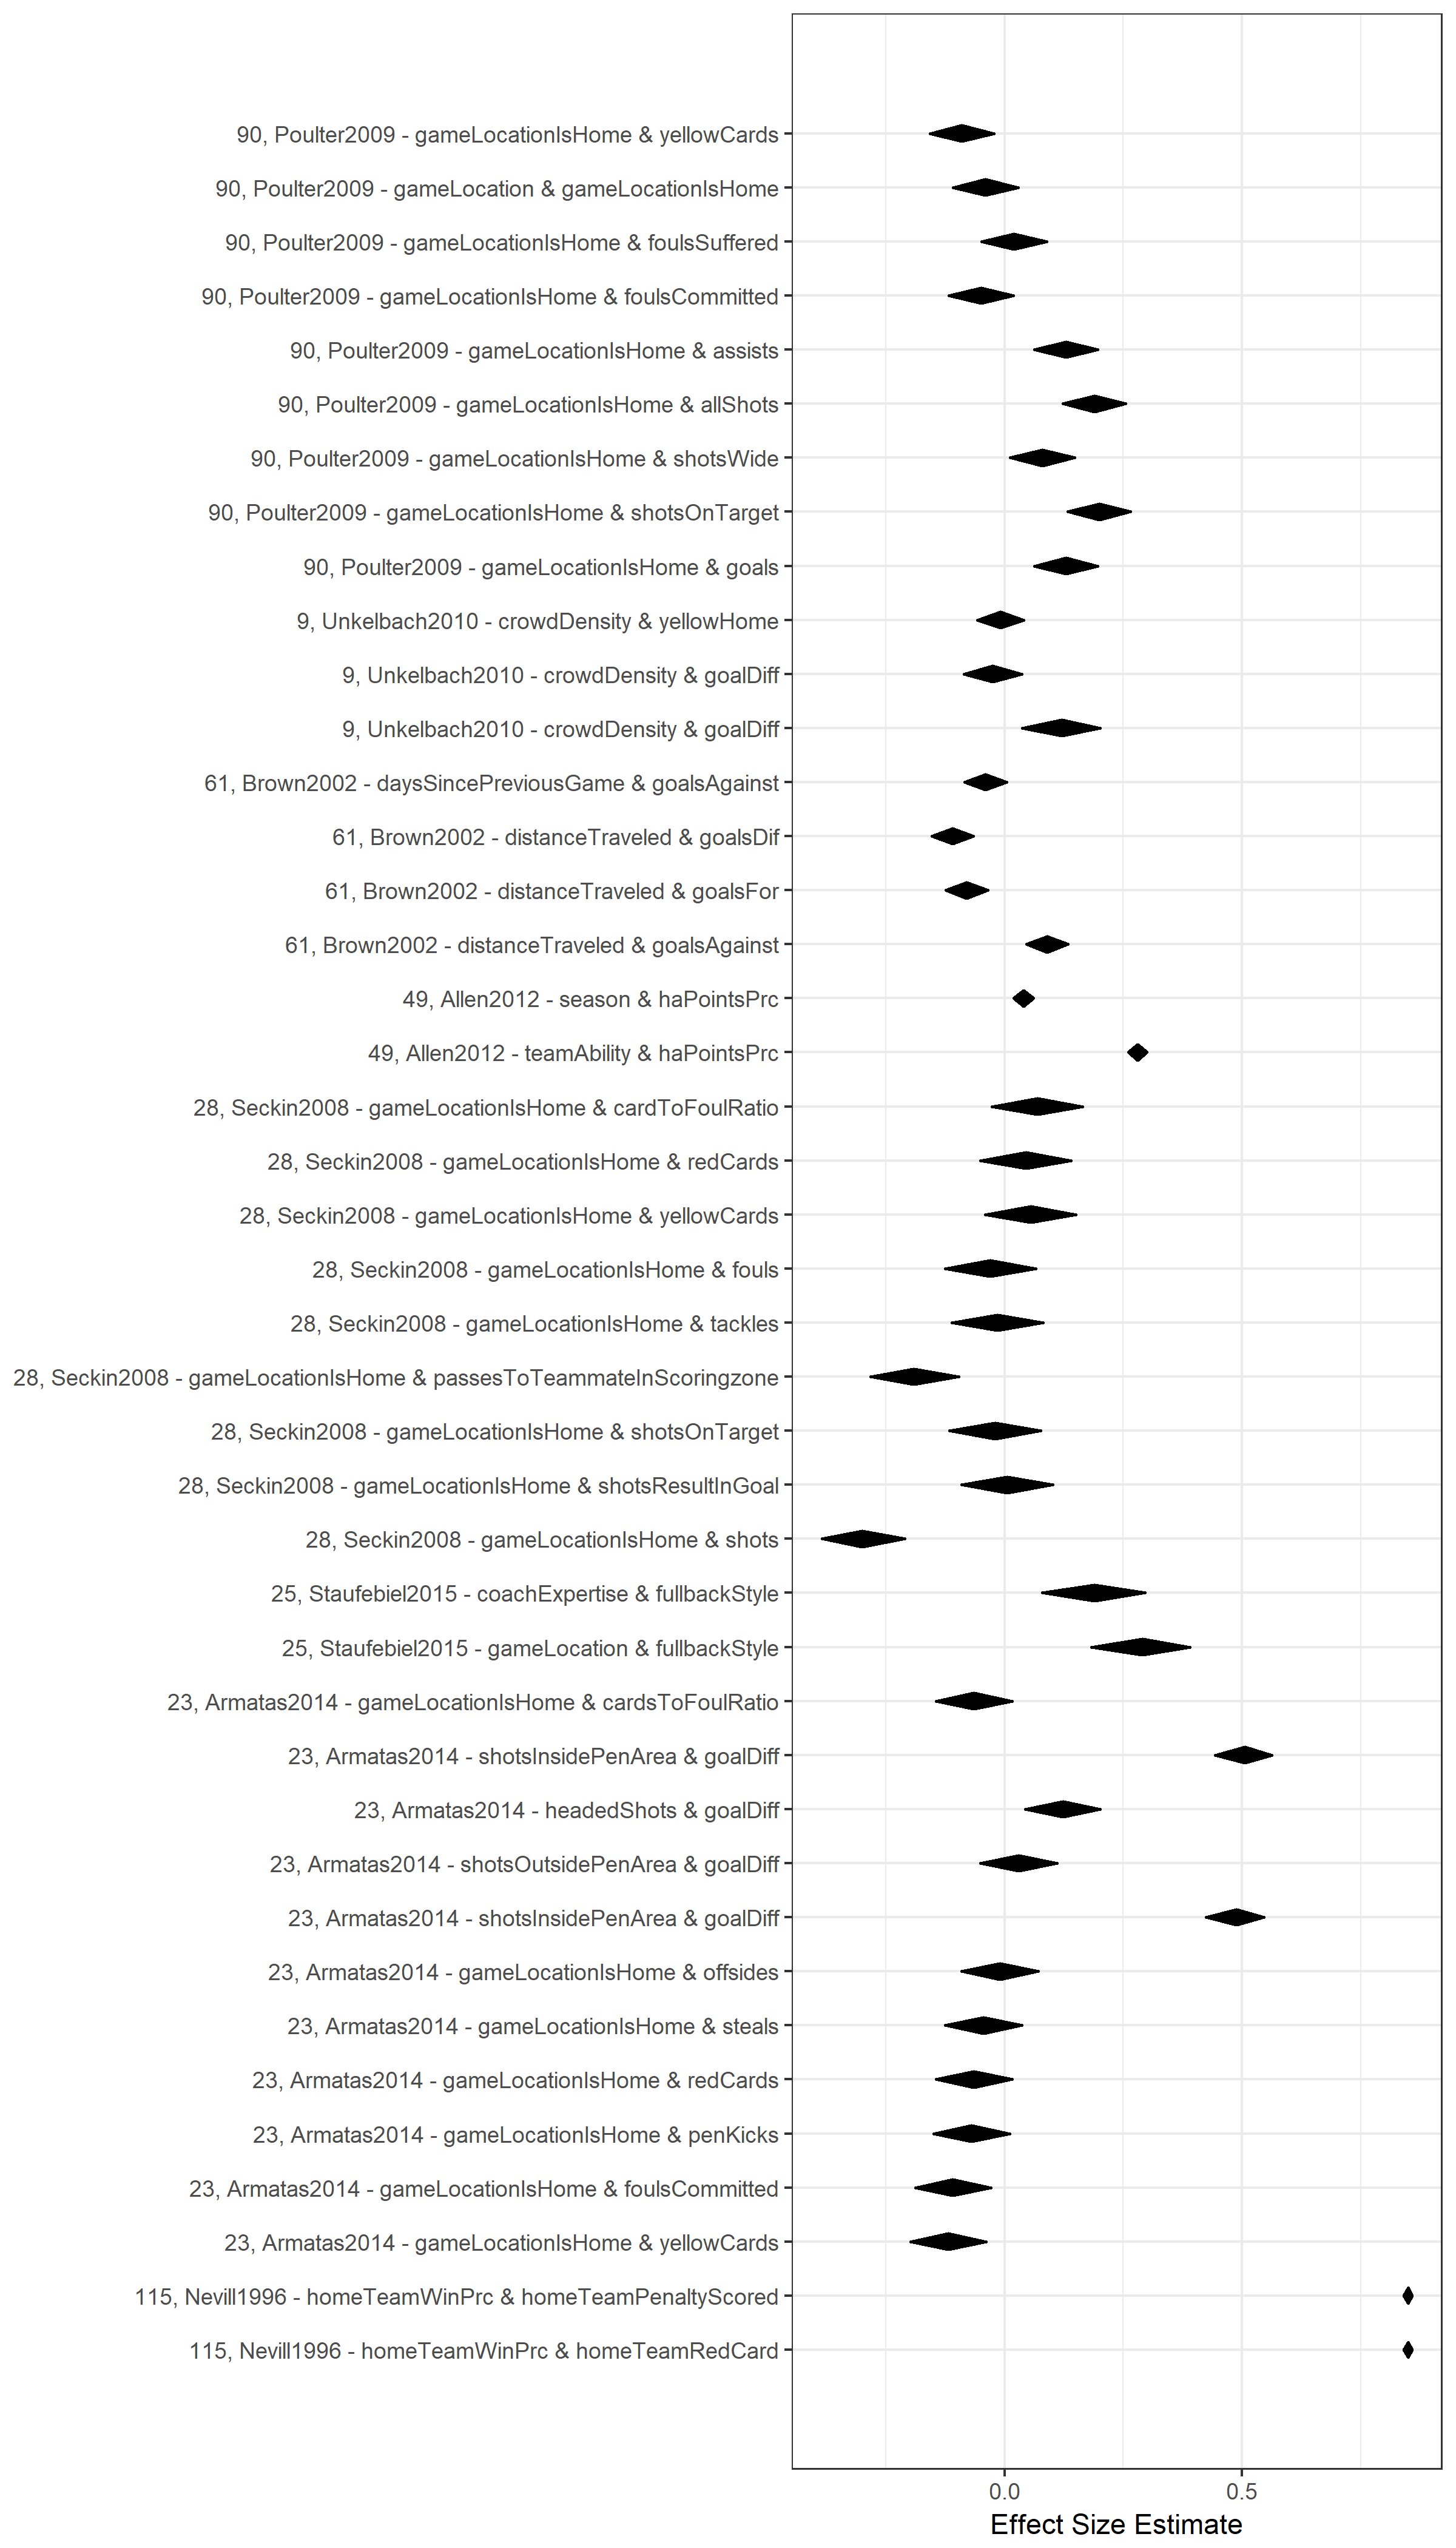 90, Poulter2009 - gameLocationIsHome & yellowCards
90, Poulter2009 - gameLocation & gameLocationIsHome
90, Poulter2009 - gameLocationIsHome & foulsSuffered
90, Poulter2009 - gameLocationIsHome & foulsCommitted
90, Poulter2009 - gameLocationIsHome & assists
90, Poulter2009 - gameLocationIsHome & allShots
90, Poulter2009 - gameLocationIsHome & shotsWide
90, Poulter2009 - gameLocationIsHome & shotsOnTarget
90, Poulter2009 - gameLocationIsHome & goals
9, Unkelbach2010 - crowdDensity & yellowHome
9, Unkelbach2010 - crowdDensity & goalDiff
9, Unkelbach2010 - crowdDensity & goalDiff
61, Brown2002 - daysSincePreviousGame & goalsAgainst
61, Brown2002 - distanceTraveled & goalsDif
61, Brown2002 - distanceTraveled & goalsFor
61, Brown2002 - distanceTraveled & goalsAgainst
49, Allen2012 - season & haPointsPrc
49, Allen2012 - teamAbility & haPointsPrc
28, Seckin2008 - gameLocationIsHome & cardToFoulRatio
28, Seckin2008 - gameLocationIsHome & redCards
28, Seckin2008 - gameLocationIsHome & yellowCards
28, Seckin2008 - gameLocationIsHome & fouls
28, Seckin2008 - gameLocationIsHome & tackles
28, Seckin2008 - gameLocationIsHome & passesToTeammateInScoringzone
28, Seckin2008 - gameLocationIsHome & shotsOnTarget
28, Seckin2008 - gameLocationIsHome & shotsResultInGoal
28, Seckin2008 - gameLocationIsHome & shots
25, Staufebiel2015 - coachExpertise & fullbackStyle
25, Staufebiel2015 - gameLocation & fullbackStyle
23, Armatas2014 - gameLocationIsHome & cardsToFoulRatio
23, Armatas2014 - shotsInsidePenArea & goalDiff
23, Armatas2014 - headedShots & goalDiff
23, Armatas2014 - shotsOutsidePenArea & goalDiff
23, Armatas2014 - shotsInsidePenArea & goalDiff
23, Armatas2014 - gameLocationIsHome & offsides
23, Armatas2014 - gameLocationIsHome & steals
23, Armatas2014 - gameLocationIsHome & redCards
23, Armatas2014 - gameLocationIsHome & penKicks
23, Armatas2014 - gameLocationIsHome & foulsCommitted
23, Armatas2014 - gameLocationIsHome & yellowCards
115, Nevill1996 - homeTeamWinPrc & homeTeamPenaltyScored
115, Nevill1996 - homeTeamWinPrc & homeTeamRedCard
0.0 0.5
Effect Size Estimate